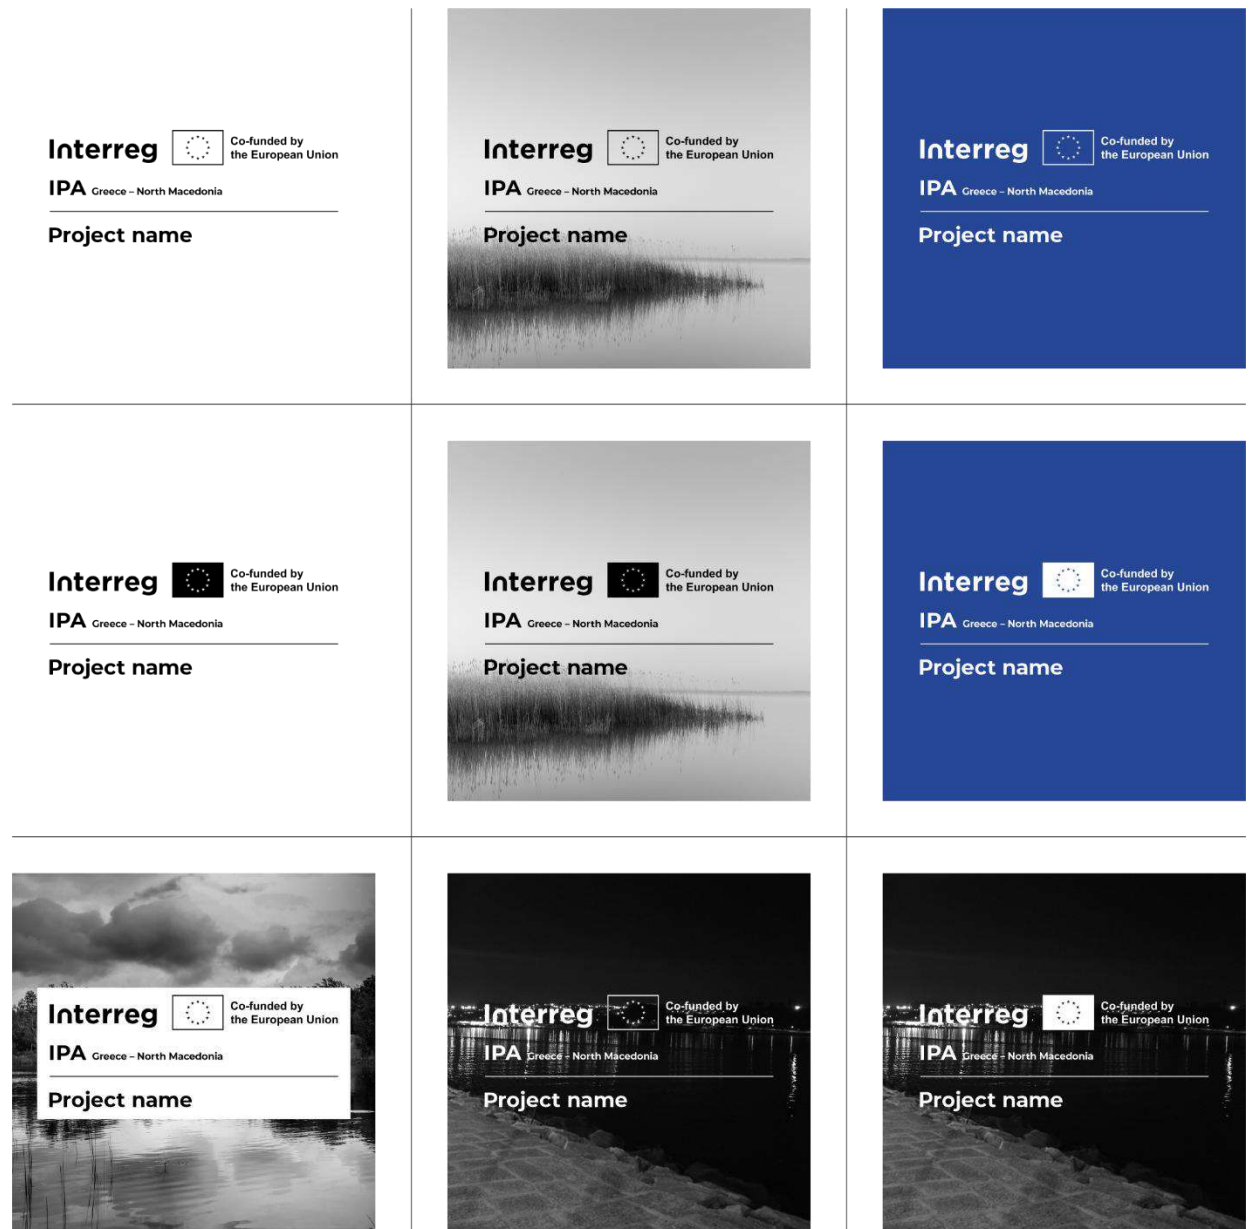 Interreg
Co-funded by
the European Union
IPA Greece – North Macedonia
Project name
Interreg
Co-funded by
the European Union
IPA Greece – North Macedonia
Project name
Interreg
Co-funded by
the European Union
IPA Greece – North Macedonia
Project name
Interreg
Co-funded by
the European Union
IPA Greece – North Macedonia
Project name
Interreg
Co-funded by
the European Union
IPA Greece – North Macedonia
Project name
Interreg
Co-funded by
the European Union
IPA Greece – North Macedonia
Project name
Interreg
Co-funded by
the European Union
IPA Greece – North Macedonia
Project name
Interreg
Co-funded by
the European Union
IPA Greece – North Macedonia
Project name
Interreg
Co-funded by
the European Union
IPA Greece – North Macedonia
Project name